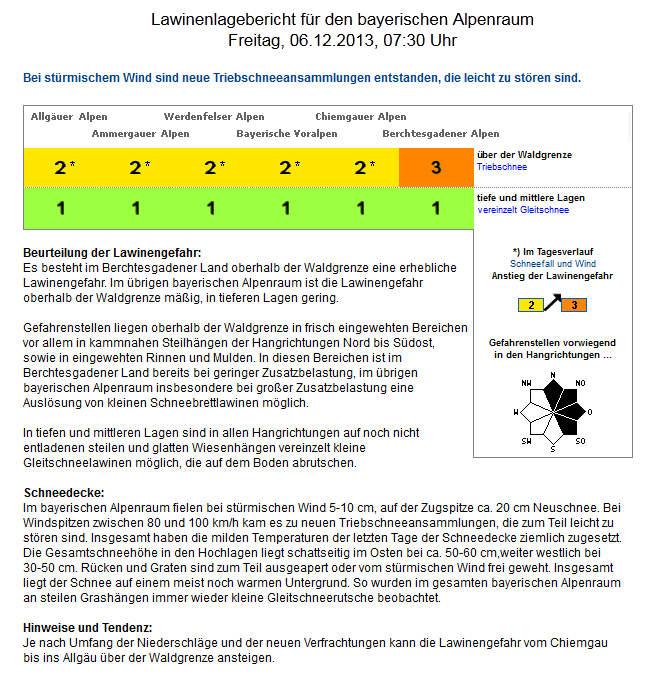 Lawinenlagebericht für den bayerischen Alpenraum
Freitag, 06.12.2013, 07:30 Uhr
Bei stürmischem Wind sind neue Triebschneeansammlungen entstanden, die leicht zu stören sind.
Allgäuer Alpen Werdenfelser Alpen Chiemgauer Alpen
Ammergauer Alpen Bayerische Voralpen Berchtesgadener Alpen
2* 2* 2* 2* 2* 3
über der Waldgrenze
Triebschnee
1 1 1 1 1 1
tiefe und mittlere Lagen
vereinzelt Gleitschnee
*) Im Tagesverlauf
Schneefall und Wind
Anstieg der Lawinengefahr
2 3
Gefahrenstellen vorwiegend
in den Hangrichtungen ...
N
NW NO
W O
SW SO
S
Beurteilung der Lawinengefahr:
Es besteht im Berchtesgadener Land oberhalb der Waldgrenze eine erhebliche
Lawinengefahr. Im übrigen bayerischen Alpenraum ist die Lawinengefahr
oberhalb der Waldgrenze mäßig, in tieferen Lagen gering.
Gefahrenstellen liegen oberhalb der Waldgrenze in frisch eingewehten Bereichen
vor allem in kammnahen Steilhängen der Hangrichtungen Nord bis Südost,
sowie in eingewehten Rinnen und Mulden. In diesen Bereichen ist im
Berchtesgadener Land bereits bei geringer Zusatzbelastung, im übrigen
bayerischen Alpenraum insbesondere bei großer Zusatzbelastung eine
Auslösung von kleinen Schneebrettlawinen möglich.
In tiefen und mittleren Lagen sind in allen Hangrichtungen auf noch nicht
entladenen steilen und glatten Wiesenhängen vereinzelt kleine
Gleitschneelawinen möglich, die auf dem Boden abrutschen.
Schneedecke:
Im bayerischen Alpenraum fielen bei stürmischen Wind 5-10 cm, auf der Zugspitze ca. 20 cm Neuschnee. Bei
Windspitzen zwischen 80 und 100 km/h kam es zu neuen Triebschneeansammlungen, die zum Teil leicht zu
stören sind. Insgesamt haben die milden Temperaturen der letzten Tage der Schneedecke ziemlich zugesetzt.
Die Gesamtschneehöhe in den Hochlagen liegt schattseitig im Osten bei ca. 50-60 cm,weiter westlich bei
30-50 cm. Rücken und Graten sind zum Teil ausgeapert oder vom stürmischen Wind frei geweht. Insgesamt
liegt der Schnee auf einem meist noch warmen Untergrund. So wurden im gesamten bayerischen Alpenraum
an steilen Grashängen immer wieder kleine Gleitschneerutsche beobachtet.
Hinweise und Tendenz:
Je nach Umfang der Niederschläge und der neuen Verfrachtungen kann die Lawinengefahr vom Chiemgau
bis ins Allgäu über der Waldgrenze ansteigen.